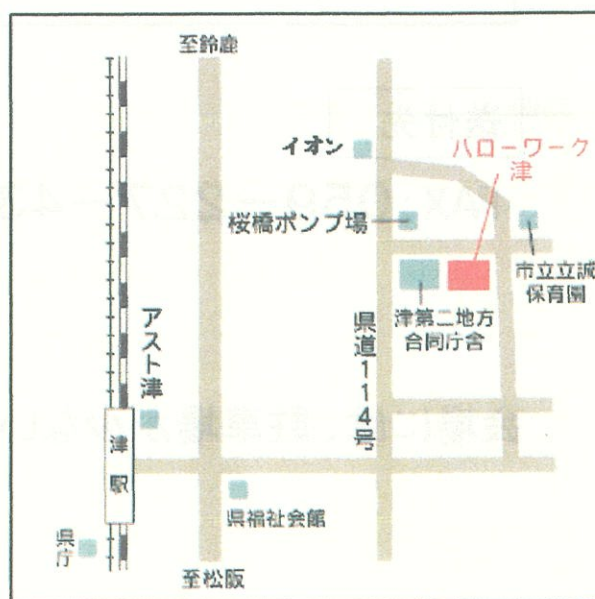 至鈴鹿
イオン
ハローワーク
津
桜橋ポンプ場
市立立誠
保育園
津第二地方
合同庁舎
県道114号
アスト津
津駅
県福祉会館
県庁
至松阪